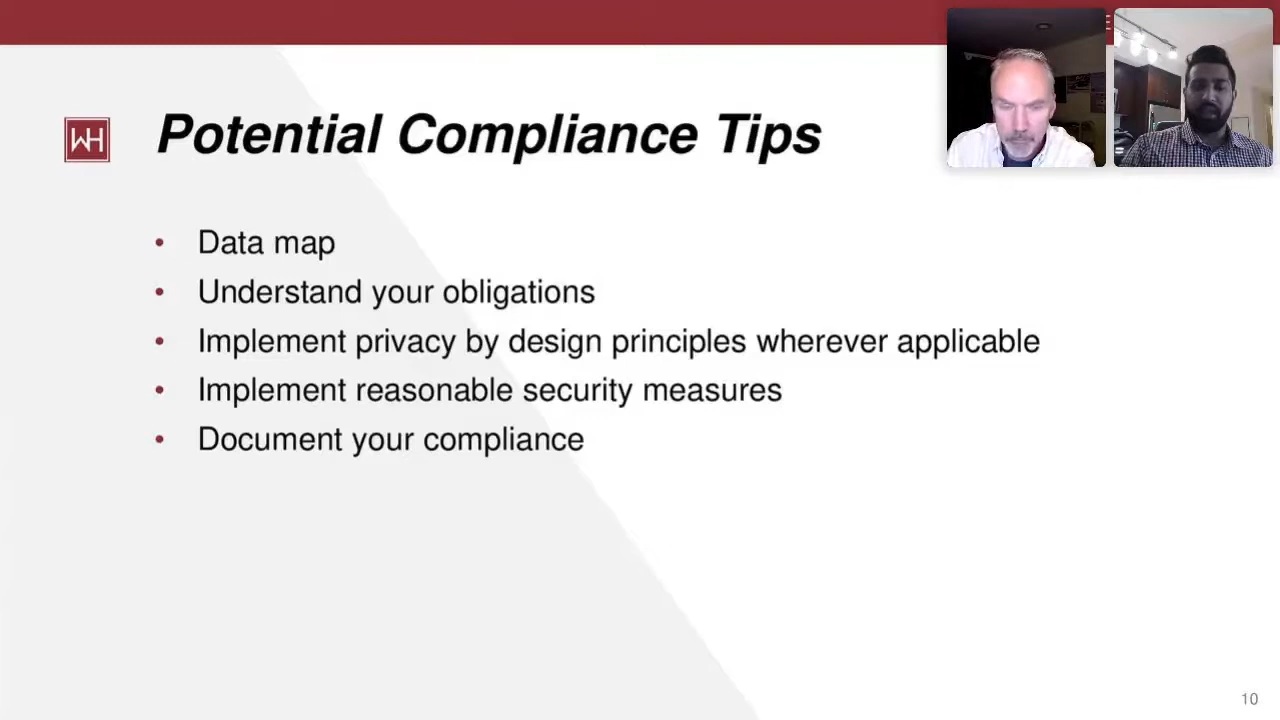 WH
Potential Compliance Tips
• Data map
• Understand your obligations
• Implement privacy by design principles wherever applicable
• Implement reasonable security measures
• Document your compliance
10